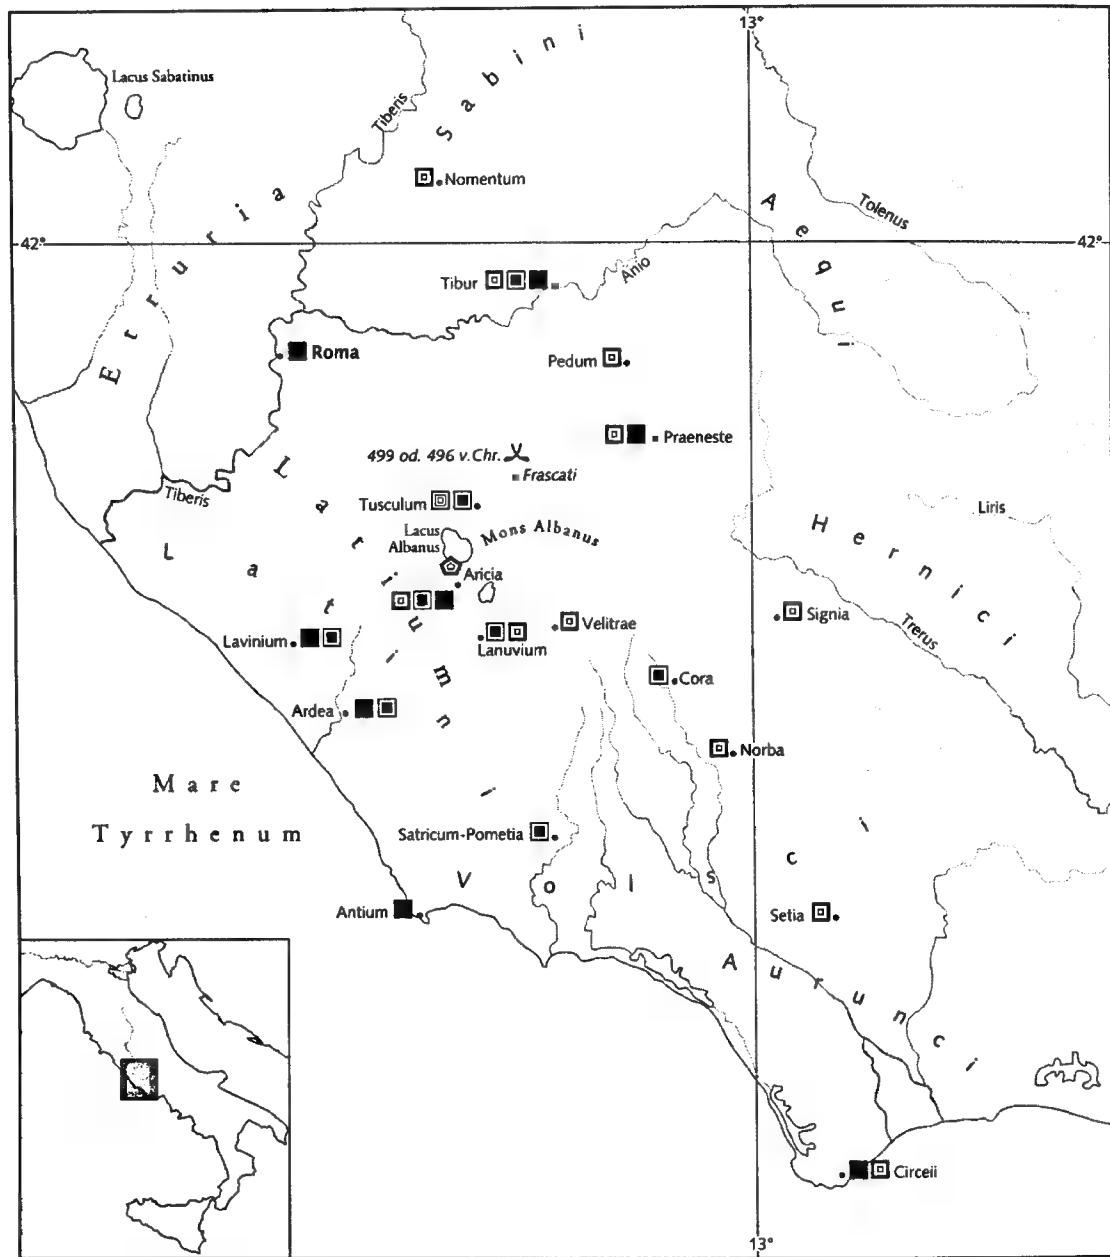 13°
Sabini
Lacus Sabatinus
Tiberis
Nomentum
Etruria
Aequi
Tolenus
42°
42°
Tibur
Anio
Roma
Pedum
Praeneste
499 od. 496 v.Chr.
Frascati
Latium
Tiberis
Tusculum
Liris
Lacus
Albanus
Mons Albanus
Hernici
Latini
Aricia
Signia
Velitrae
Trerus
Lavinium
Lanuvium
Cora
Ardea
Norba
Mare
Tyrrhenum
Satricum-Pometia
Volsci
Antium
Setia
Aurunci
Circeii
13°